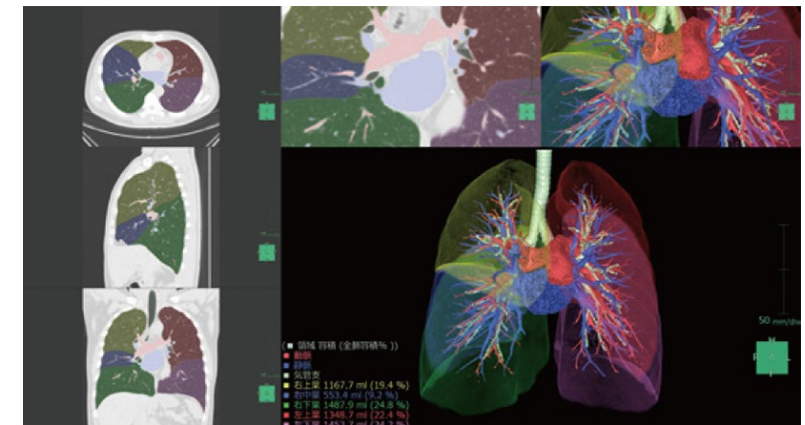 50 mm/div
( ■ 領域 容積 (全肺容積% ))
■ 動脈
■ 静脈
■ 気管支
■ 右上葉 1167.7 ml (19.4 %)
■ 右中葉 553.4 ml (9.2 %)
■ 右下葉 1487.9 ml (24.8 %)
■ 左上葉 1348.7 ml (22.4 %)